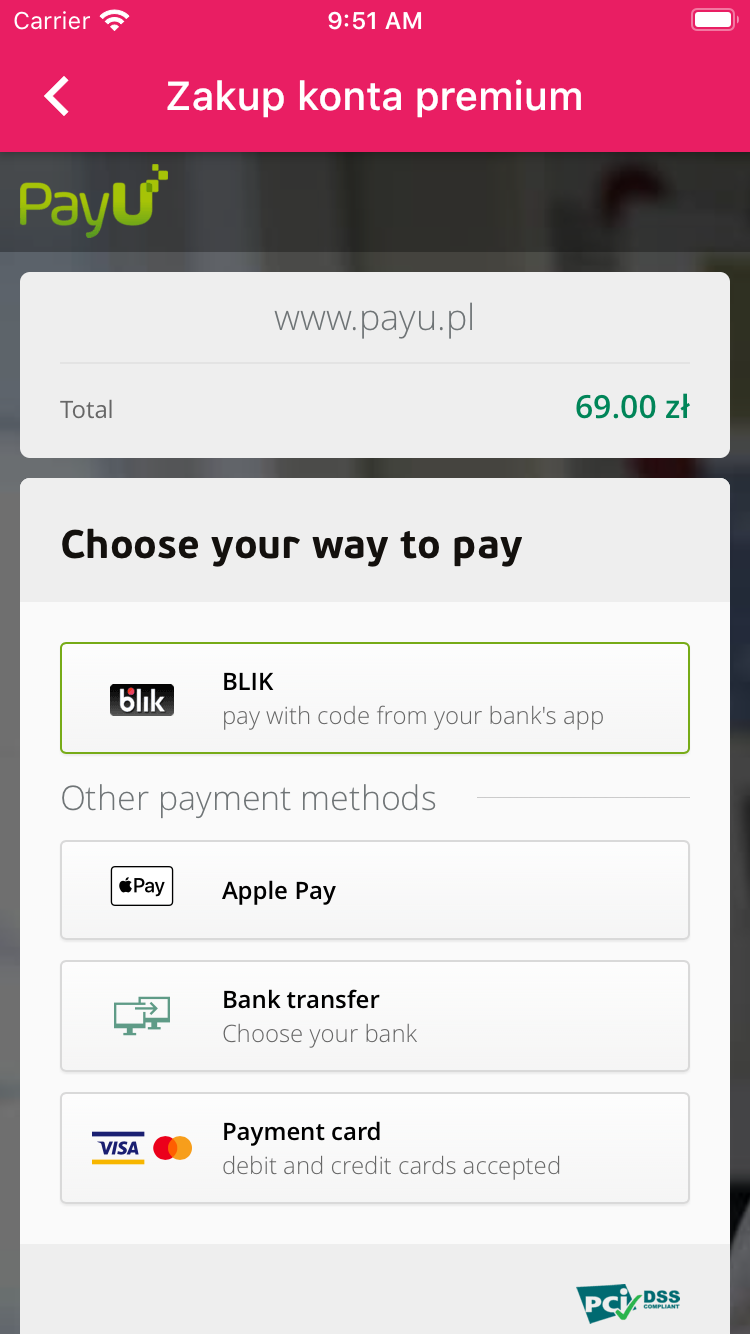 Carrier 9:51 AM
Zakup konta premium
PayU
www.payu.pl
Total 69.00 zł
Choose your way to pay
blik BLIK
pay with code from your bank's app
Other payment methods
Pay Apple Pay
Bank transfer
Choose your bank
VISA Payment card
debit and credit cards accepted
PCi DSS
COMPLIANT